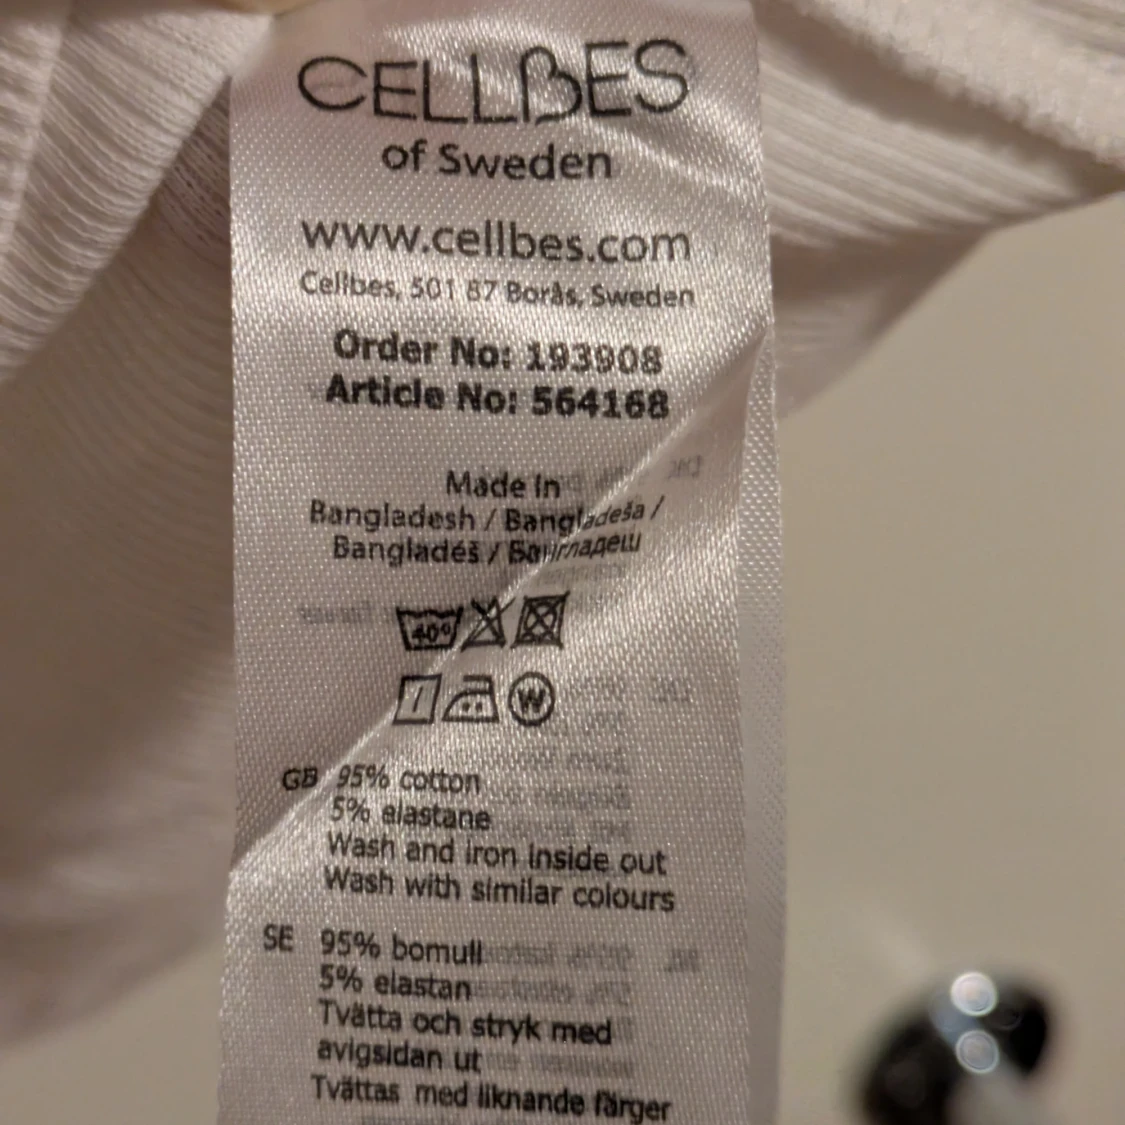 CELLBES
of Sweden
www.cellbes.com
Cellbes, 501 87 Borås, Sweden
Order No: 193908
Article No: 564168
Made in
Bangladesh / Bangladeša /
Bangladéš / Бангладеш
40°
W
GB 95% cotton
5% elastane
Wash and iron inside out
Wash with similar colours
SE 95% bomull
5% elastan
Tvätta och stryk med
avigsidan ut
Tvättas med liknande färger